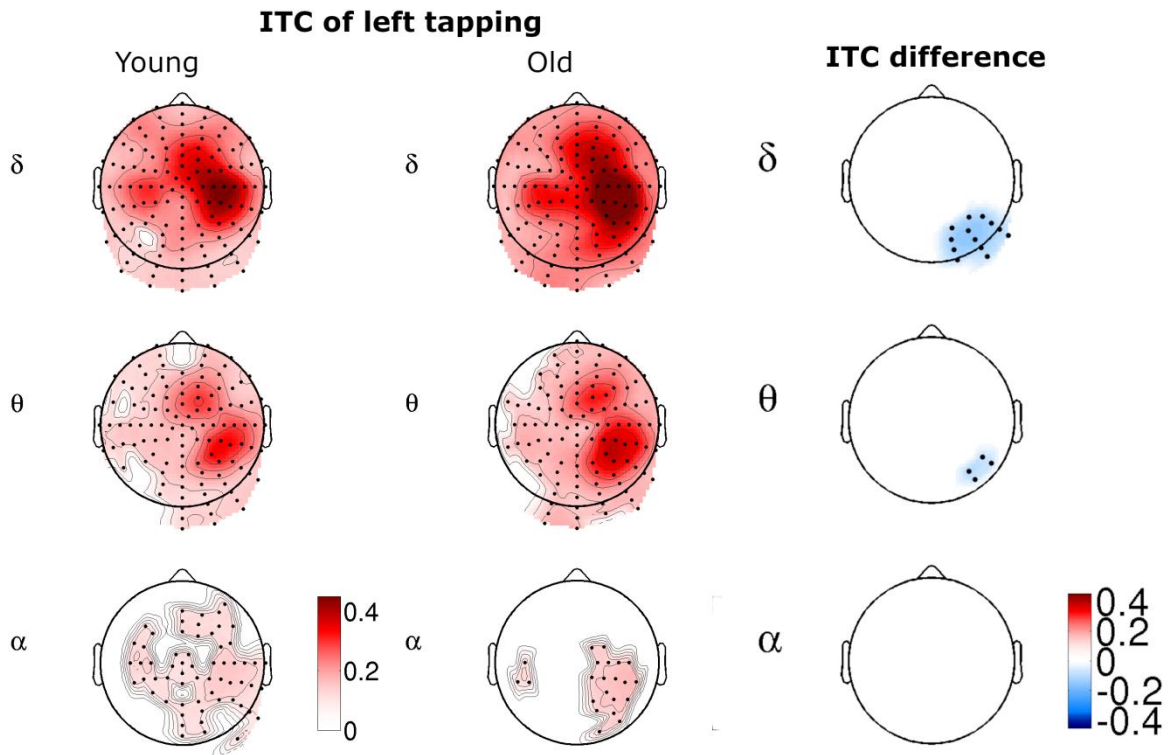 ITC of left tapping
Young
Old
ITC difference
δ
δ
δ
θ
θ
θ
α
0.4
0.2
0
α
α
0.4
0.2
0
-0.2
-0.4